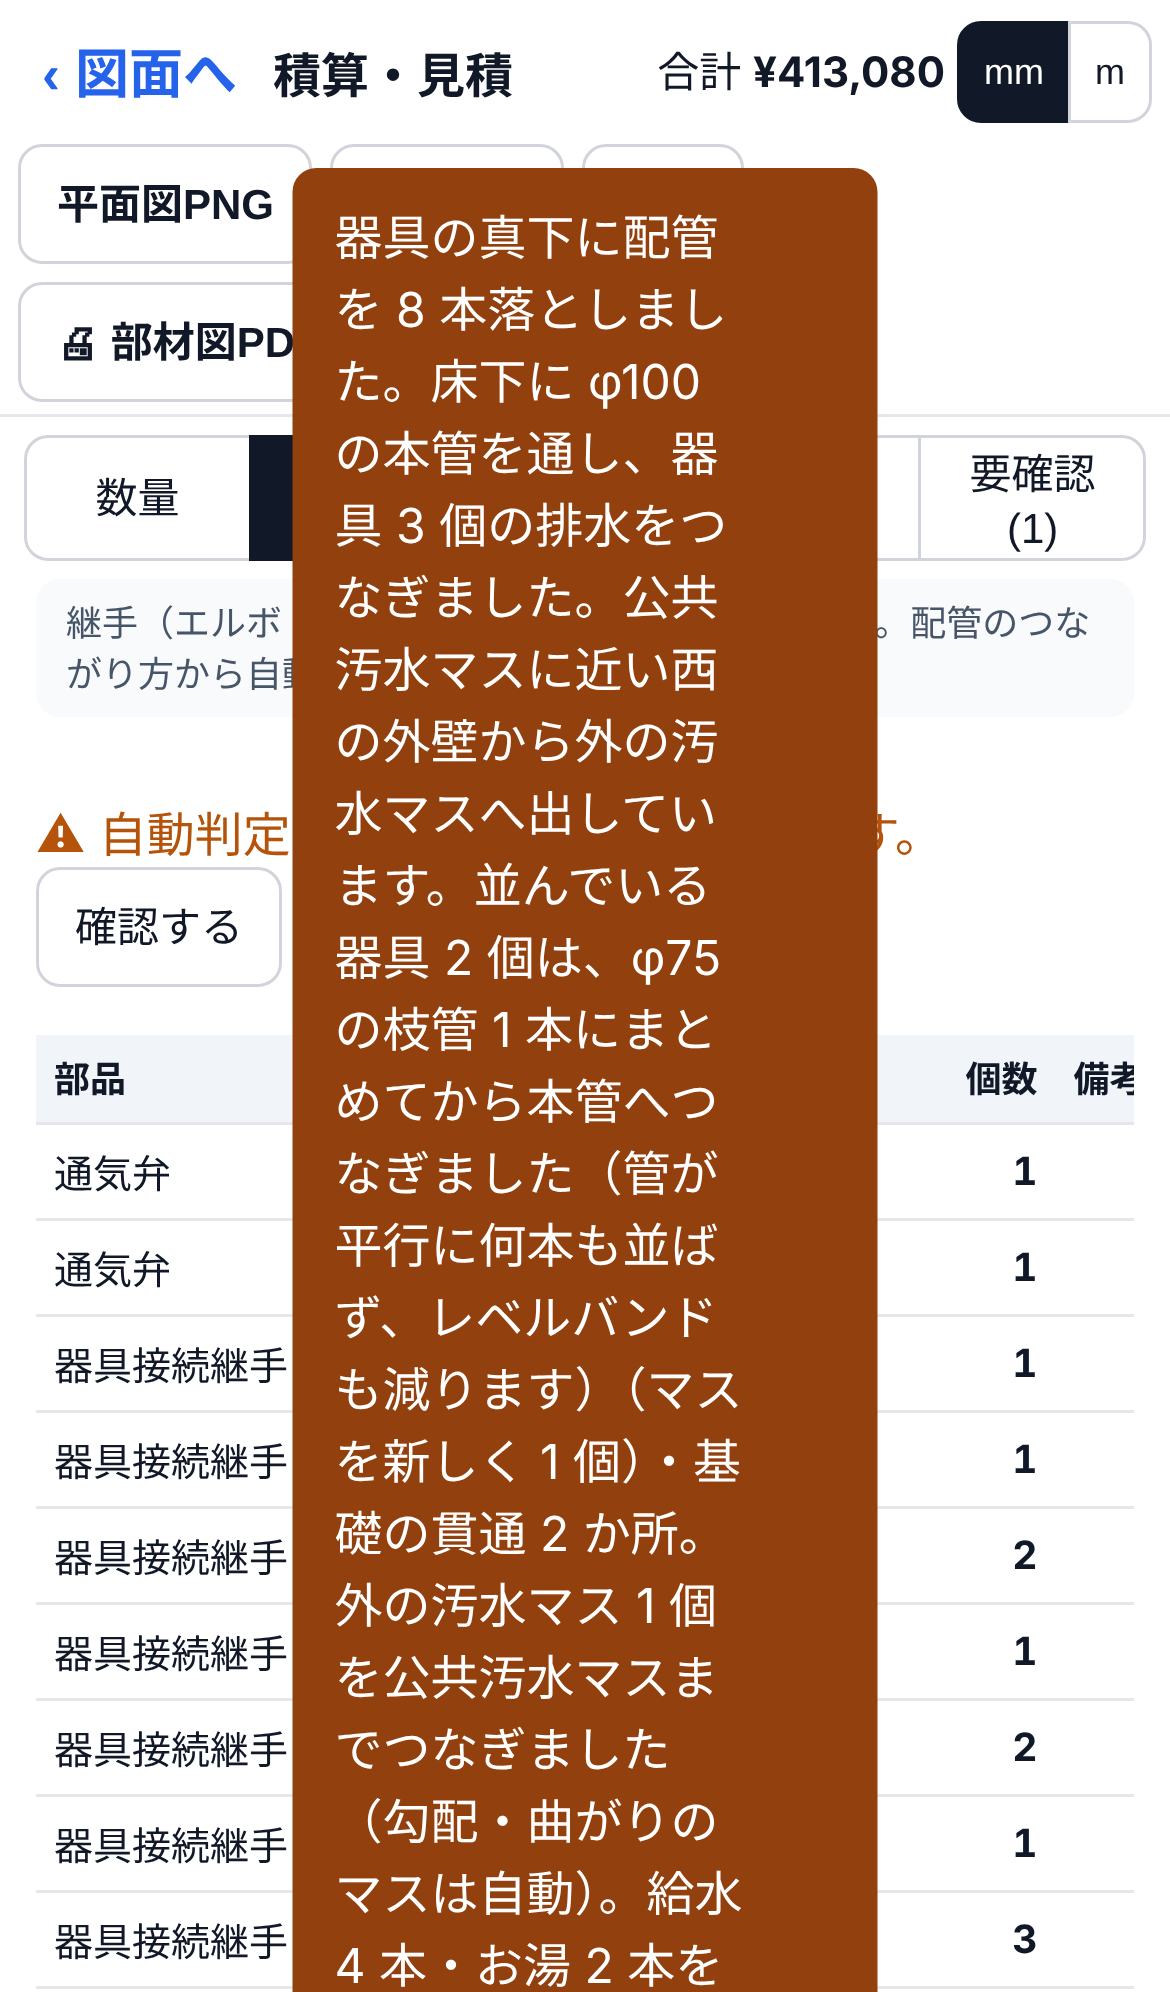 ‹ 図面へ 積算・見積 合計 ¥413,080 mm m
平面図PNG
部材図PD
数量
要確認
(1)
継手（エルボ
。配管のつな
がり方から自
自動判定
す。
確認する
部品 個数 備考
通気弁 1
通気弁 1
器具接続継手 1
器具接続継手 1
器具接続継手 2
器具接続継手 1
器具接続継手 2
器具接続継手 1
器具接続継手 3
器具の真下に配管
を 8 本落としまし
た。床下に φ100
の本管を通し、器
具 3 個の排水をつ
なぎました。公共
汚水マスに近い西
の外壁から外の汚
水マスへ出してい
ます。並んでいる
器具 2 個は、φ75
の枝管 1 本にまと
めてから本管へつ
なぎました（管が
平行に何本も並ば
ず、レベルバンド
も減ります）（マス
を新しく 1 個）・基
礎の貫通 2 か所。
外の汚水マス 1 個
を公共汚水マスま
でつなぎました
（勾配・曲がりの
マスは自動）。給水
4 本・お湯 2 本を